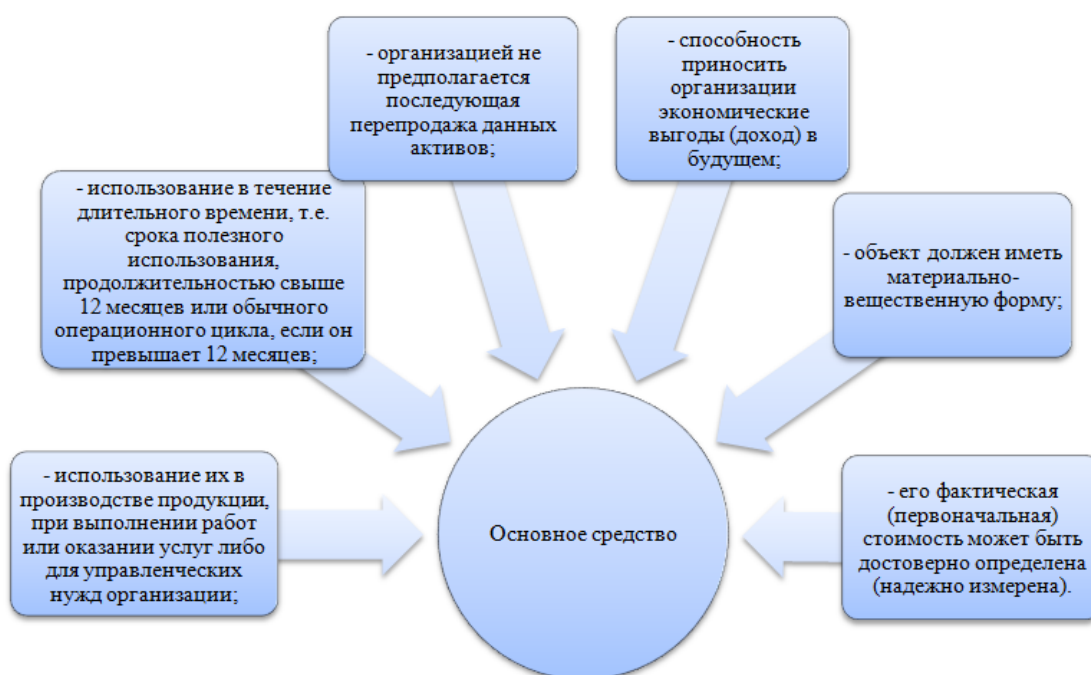 - использование их в
производстве продукции,
при выполнении работ
или оказании услуг либо
для управленческих
нужд организации;
- использование в течение
длительного времени, т.е.
срока полезного
использования,
продолжительностью свыше
12 месяцев или обычного
операционного цикла, если он
превышает 12 месяцев;
- организацией не
предполагается
последующая
перепродажа данных
активов;
- способность
приносить
организации
экономические
выгоды (доход) в
будущем;
- объект должен иметь
материально-
вещественную форму;
- его фактическая
(первоначальная)
стоимость может быть
достоверно определена
(надежно измерена).
Основное средство